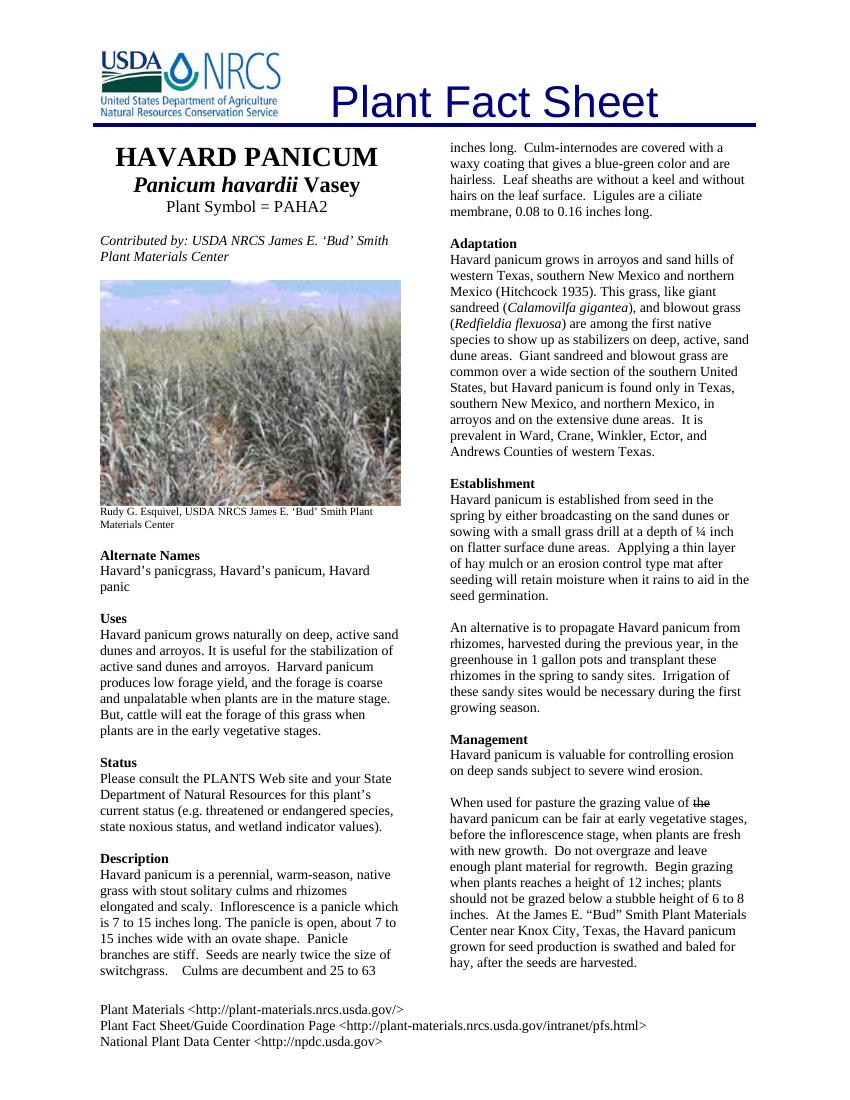 USDA NRCS
United States Department of Agriculture
Natural Resources Conservation Service
Plant Fact Sheet
HAVARD PANICUM
Panicum havardii Vasey
Plant Symbol = PAHA2
Contributed by: USDA NRCS James E. ‘Bud’ Smith
Plant Materials Center
Rudy G. Esquivel, USDA NRCS James E. ‘Bud’ Smith Plant
Materials Center
Alternate Names
Havard’s panicgrass, Havard’s panicum, Havard
panic
Uses
Havard panicum grows naturally on deep, active sand
dunes and arroyos. It is useful for the stabilization of
active sand dunes and arroyos.  Harvard panicum
produces low forage yield, and the forage is coarse
and unpalatable when plants are in the mature stage.
But, cattle will eat the forage of this grass when
plants are in the early vegetative stages.
Status
Please consult the PLANTS Web site and your State
Department of Natural Resources for this plant’s
current status (e.g. threatened or endangered species,
state noxious status, and wetland indicator values).
Description
Havard panicum is a perennial, warm-season, native
grass with stout solitary culms and rhizomes
elongated and scaly.  Inflorescence is a panicle which
is 7 to 15 inches long. The panicle is open, about 7 to
15 inches wide with an ovate shape.  Panicle
branches are stiff.  Seeds are nearly twice the size of
switchgrass.    Culms are decumbent and 25 to 63
inches long.  Culm-internodes are covered with a
waxy coating that gives a blue-green color and are
hairless.  Leaf sheaths are without a keel and without
hairs on the leaf surface.  Ligules are a ciliate
membrane, 0.08 to 0.16 inches long.
Adaptation
Havard panicum grows in arroyos and sand hills of
western Texas, southern New Mexico and northern
Mexico (Hitchcock 1935). This grass, like giant
sandreed (Calamovilfa gigantea), and blowout grass
(Redfieldia flexuosa) are among the first native
species to show up as stabilizers on deep, active, sand
dune areas.  Giant sandreed and blowout grass are
common over a wide section of the southern United
States, but Havard panicum is found only in Texas,
southern New Mexico, and northern Mexico, in
arroyos and on the extensive dune areas.  It is
prevalent in Ward, Crane, Winkler, Ector, and
Andrews Counties of western Texas.
Establishment
Havard panicum is established from seed in the
spring by either broadcasting on the sand dunes or
sowing with a small grass drill at a depth of ¼ inch
on flatter surface dune areas.  Applying a thin layer
of hay mulch or an erosion control type mat after
seeding will retain moisture when it rains to aid in the
seed germination.
An alternative is to propagate Havard panicum from
rhizomes, harvested during the previous year, in the
greenhouse in 1 gallon pots and transplant these
rhizomes in the spring to sandy sites.  Irrigation of
these sandy sites would be necessary during the first
growing season.
Management
Havard panicum is valuable for controlling erosion
on deep sands subject to severe wind erosion.
When used for pasture the grazing value of the
havard panicum can be fair at early vegetative stages,
before the inflorescence stage, when plants are fresh
with new growth.  Do not overgraze and leave
enough plant material for regrowth.  Begin grazing
when plants reaches a height of 12 inches; plants
should not be grazed below a stubble height of 6 to 8
inches.  At the James E. “Bud” Smith Plant Materials
Center near Knox City, Texas, the Havard panicum
grown for seed production is swathed and baled for
hay, after the seeds are harvested.
Plant Materials <http://plant-materials.nrcs.usda.gov/>
Plant Fact Sheet/Guide Coordination Page <http://plant-materials.nrcs.usda.gov/intranet/pfs.html>
National Plant Data Center <http://npdc.usda.gov>